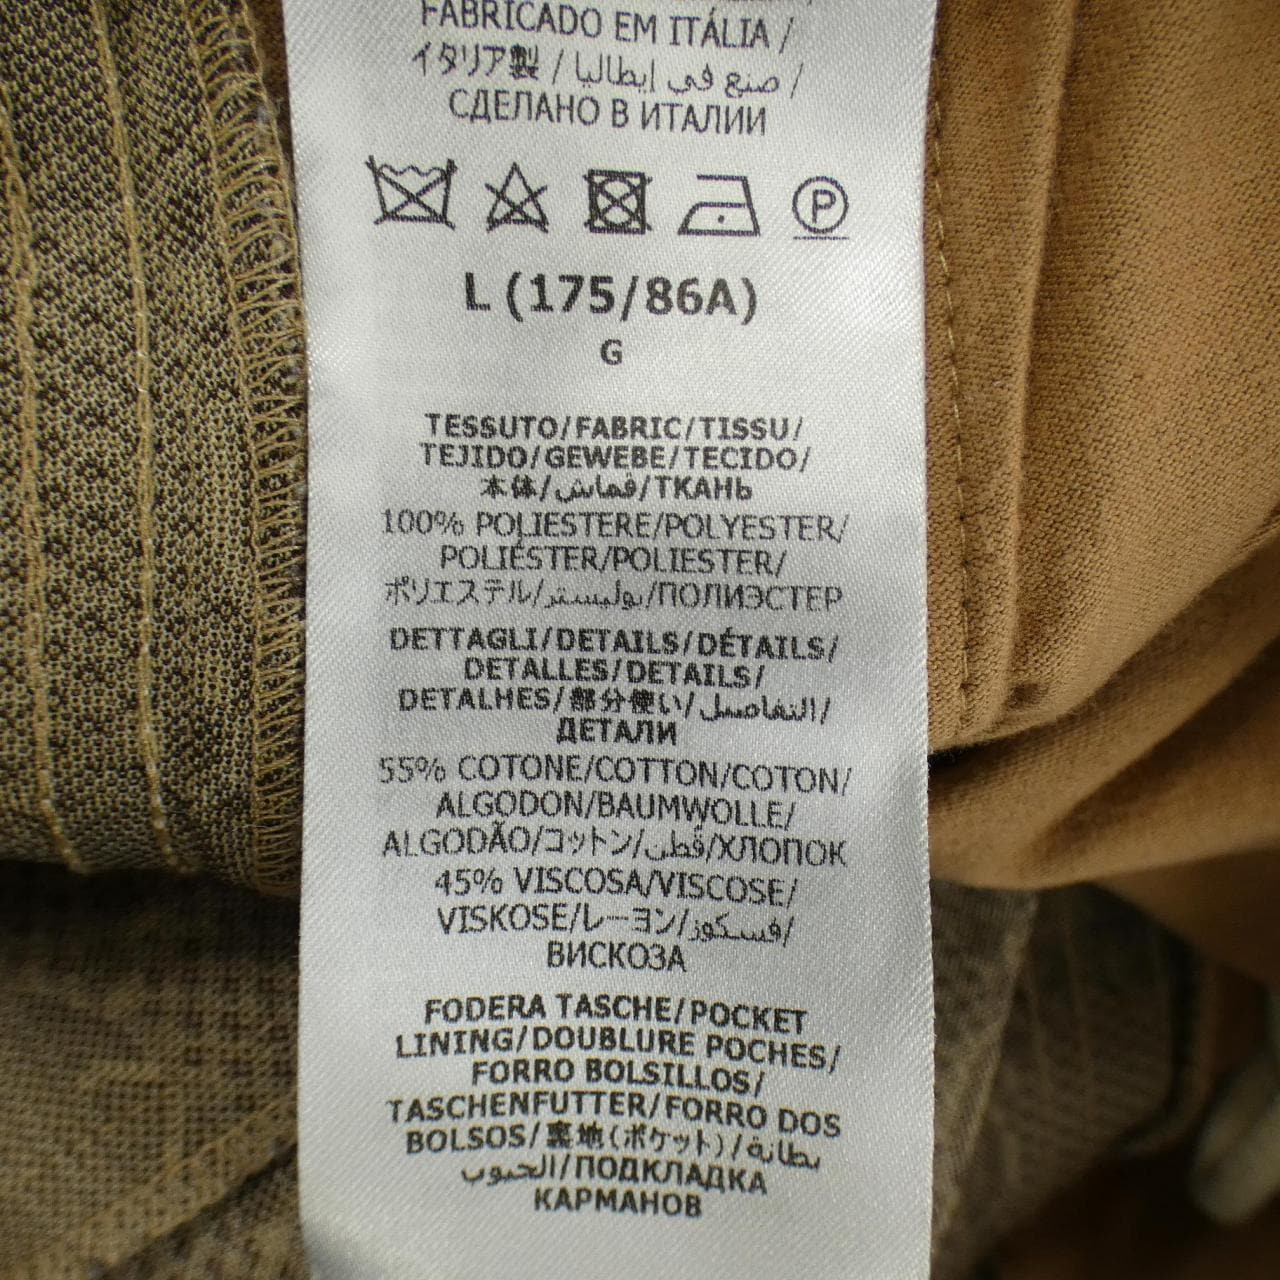 FABRICADO EM ITÁLIA /
イタリア製 / صنع في إيطاليا /
СДЕЛАНО В ИТАЛИИ
P
L (175/86A)
G
TESSUTO/FABRIC/TISSU/
TEJIDO/GEWEBE/TECIDO/
本体/قماش/ТКАНЬ
100% POLIESTERE/POLYESTER/
POLIÉSTER/POLIESTER/
ポリエステル/بوليستر/ПОЛИЭСТЕР
DETTAGLI/DETAILS/DÉTAILS/
DETALLES/DETAILS/
DETALHES/部分使い/التفاصيل/
ДЕТАЛИ
55% COTONE/COTTON/COTON/
ALGODON/BAUMWOLLE/
ALGODÃO/コットン/قطن/ХЛОПОК
45% VISCOSA/VISCOSE/
VISKOSE/レーヨン/فسكوز/
ВИСКОЗА
FODERA TASCHE/POCKET
LINING/DOUBLURE POCHES/
FORRO BOLSILLOS/
TASCHENFUTTER/FORRO DOS
BOLSOS/裏地(ポケット)/بطانة
الجيوب/ПОДКЛАДКА
КАРМАНОВ